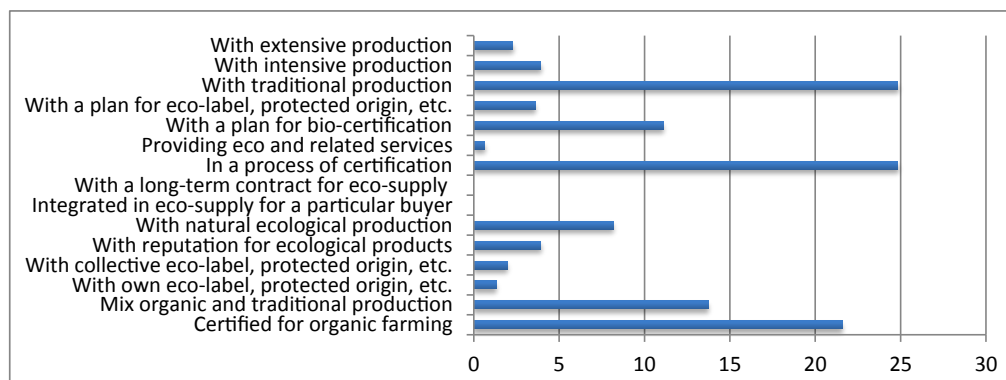 With extensive production
With intensive production
With traditional production
With a plan for eco-label, protected origin, etc.
With a plan for bio-certification
Providing eco and related services
In a process of certification
With a long-term contract for eco-supply
Integrated in eco-supply for a particular buyer
With natural ecological production
With reputation for ecological products
With collective eco-label, protected origin, etc.
With own eco-label, protected origin, etc.
Mix organic and traditional production
Certified for organic farming
0 5 10 15 20 25 30